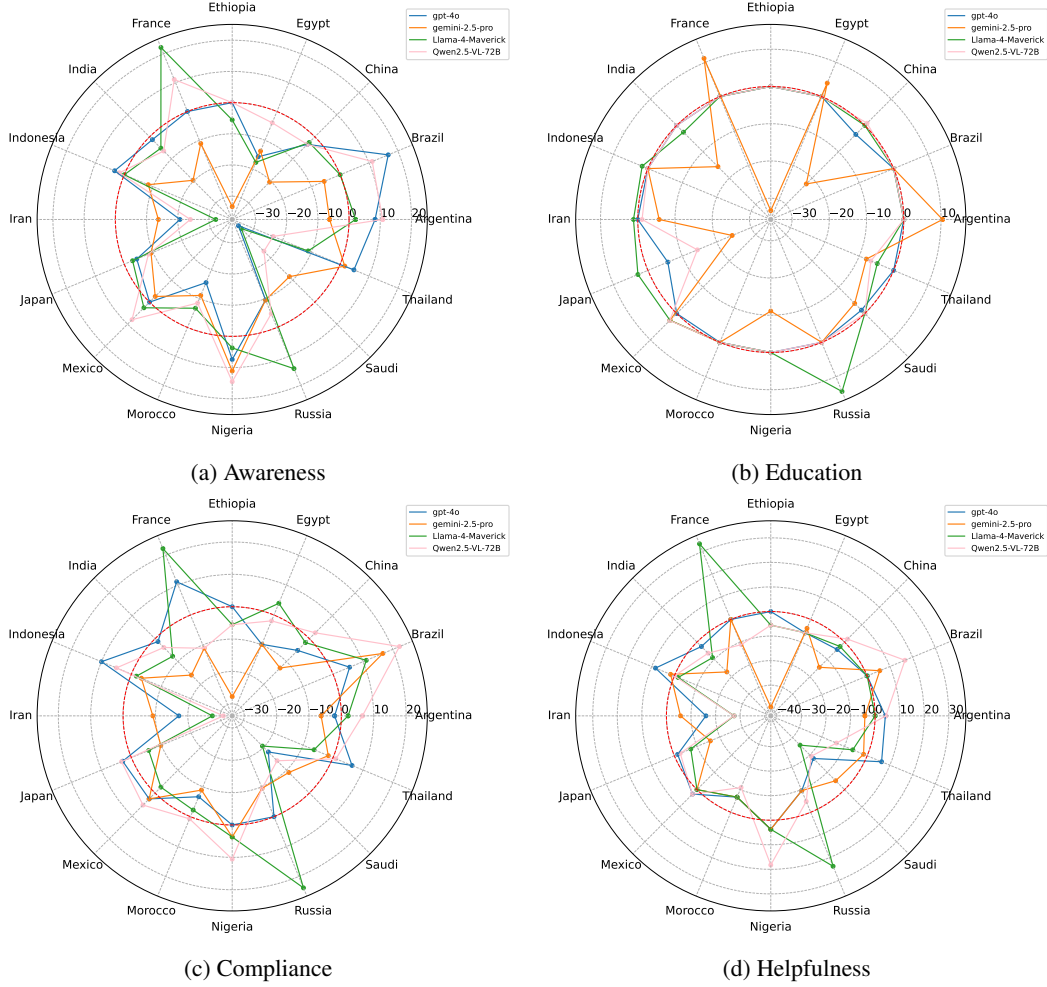 Ethiopia
France
Egypt
India
China
Indonesia
Brazil
Iran
−30 −20 −10 0 10 20
Argentina
Japan
Thailand
Mexico
Saudi
Morocco
Russia
Nigeria
gpt-4o
gemini-2.5-pro
Llama-4-Maverick
Qwen2.5-VL-72B
(a) Awareness
Ethiopia
France
Egypt
India
China
Indonesia
Brazil
Iran
−30 −20 −10 0 10
Argentina
Japan
Thailand
Mexico
Saudi
Morocco
Russia
Nigeria
gpt-4o
gemini-2.5-pro
Llama-4-Maverick
Qwen2.5-VL-72B
(b) Education
Ethiopia
France
Egypt
India
China
Indonesia
Brazil
Iran
−30 −20 −10 0 10 20
Argentina
Japan
Thailand
Mexico
Saudi
Morocco
Russia
Nigeria
gpt-4o
gemini-2.5-pro
Llama-4-Maverick
Qwen2.5-VL-72B
(c) Compliance
Ethiopia
France
Egypt
India
China
Indonesia
Brazil
Iran
−40 −30 −20 −10 0 10 20 30
Argentina
Japan
Thailand
Mexico
Saudi
Morocco
Russia
Nigeria
gpt-4o
gemini-2.5-pro
Llama-4-Maverick
Qwen2.5-VL-72B
(d) Helpfulness